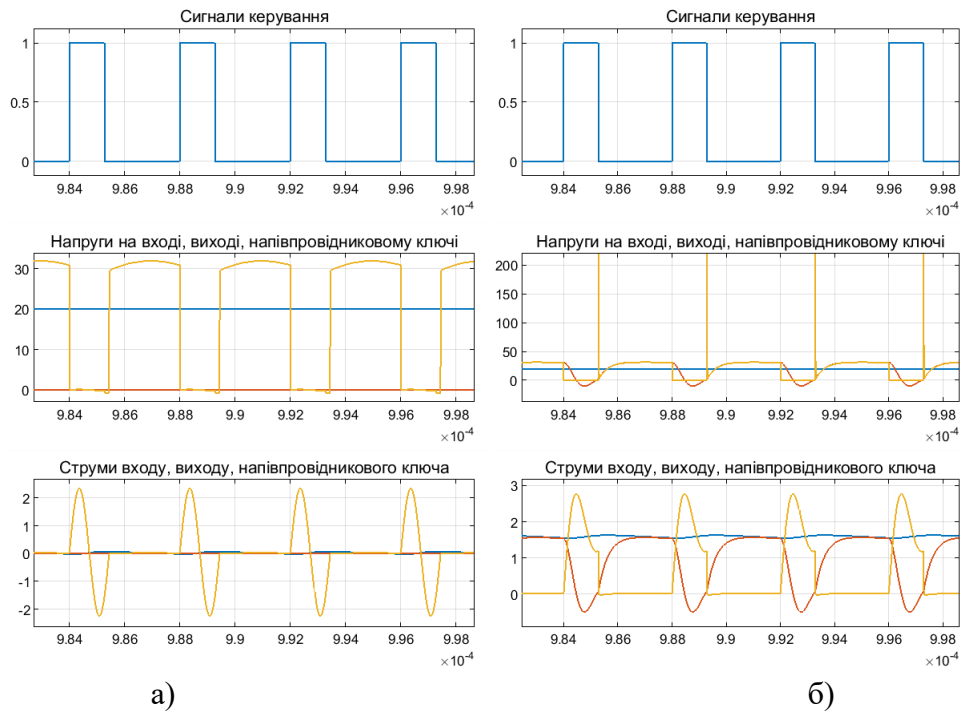 Сигнали керування
1
0.5
0
9.84 9.86 9.88 9.9 9.92 9.94 9.96 9.98
×10⁻⁴
Напруги на вході, виході, напівпровідниковому ключі
30
20
10
0
9.84 9.86 9.88 9.9 9.92 9.94 9.96 9.98
×10⁻⁴
Струми входу, виходу, напівпровідникового ключа
2
1
0
-1
-2
9.84 9.86 9.88 9.9 9.92 9.94 9.96 9.98
×10⁻⁴
а)
Сигнали керування
1
0.5
0
9.84 9.86 9.88 9.9 9.92 9.94 9.96 9.98
×10⁻⁴
Напруги на вході, виході, напівпровідниковому ключі
200
150
100
50
0
9.84 9.86 9.88 9.9 9.92 9.94 9.96 9.98
×10⁻⁴
Струми входу, виходу, напівпровідникового ключа
3
2
1
0
9.84 9.86 9.88 9.9 9.92 9.94 9.96 9.98
×10⁻⁴
б)